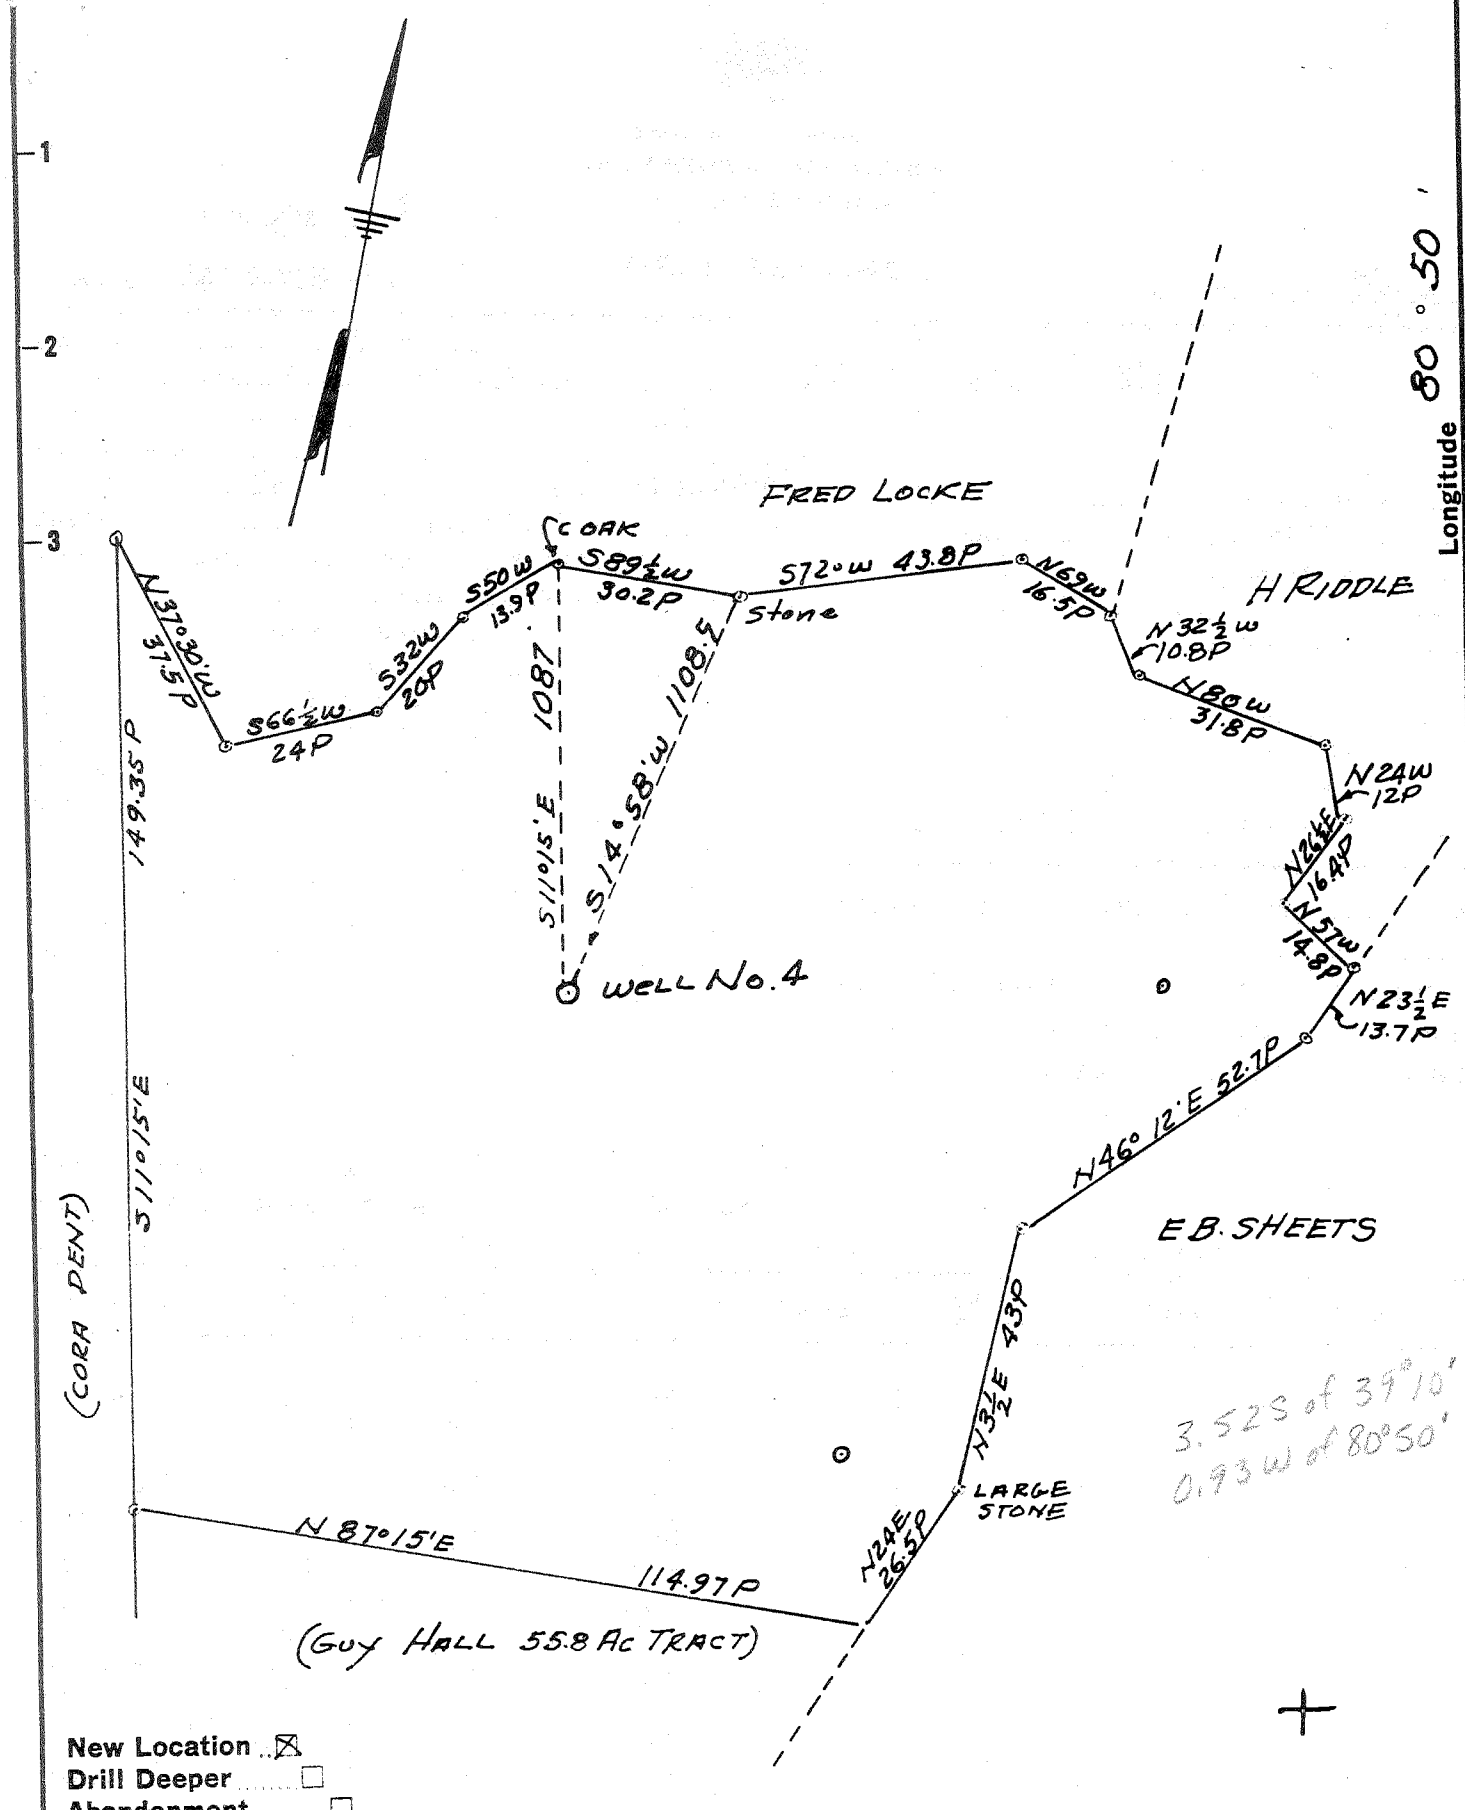 1
2
3
80° 50'
Longitude
FRED LOCKE
C OAK
S89½W
30.2P
S72°W 43.8P
Stone
N69W
16.5P
H RIDDLE
N32½W
10.8P
N80W
31.8P
N24W
12P
N26½E
16.4P
N57W
14.8P
N23½E
13.7P
N46° 12'E 52.7P
E B. SHEETS
N3½E 43P
LARGE
STONE
N24E
26.5P
N 87°15'E
114.97P
(GUY HALL 55.8 AC TRACT)
(CORA DENT)
S11°15'E
149.35P
N37°30'W
37.5P
S66½W
24P
S32W
20P
S50W
13.9P
S11°15'E 1087
S14°58'W 1108.5
WELL No. 4
3.52S of 39°10'
0.93W of 80°50'
New Location
Drill Deeper
Abandonment